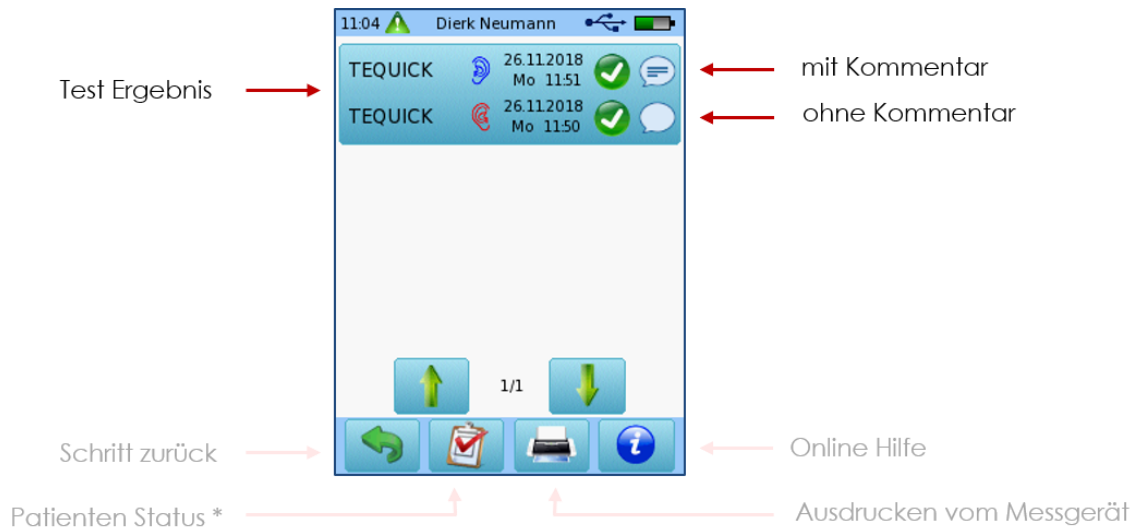 11:04 Dierk Neumann
TEQUICK 26.11.2018
Mo 11:51
TEQUICK 26.11.2018
Mo 11:50
Test Ergebnis
mit Kommentar
ohne Kommentar
1/1
Schritt zurück
Online Hilfe
Patienten Status *
Ausdrucken vom Messgerät